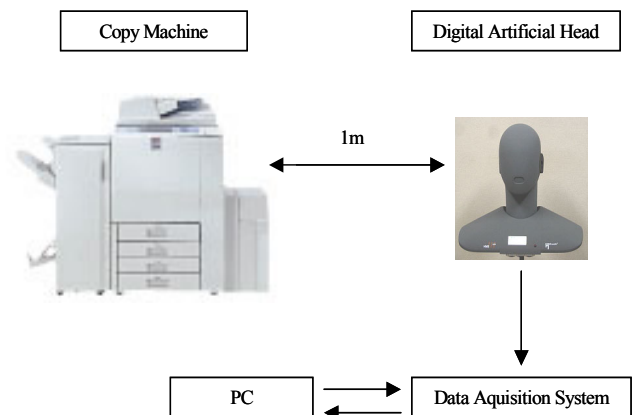 Copy Machine
Digital Artificial Head
1m
PC
Data Aquisition System